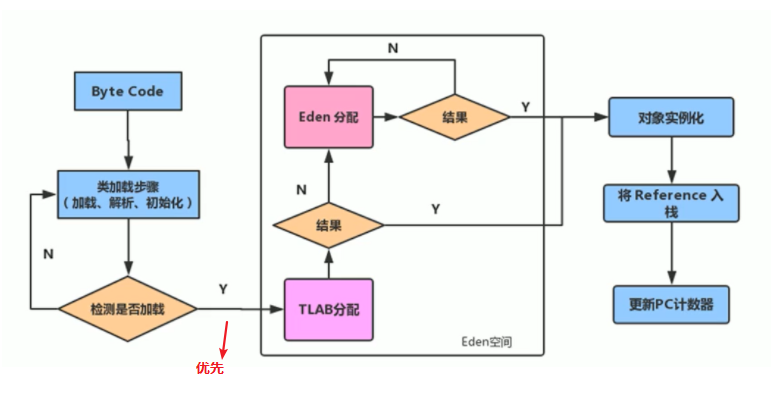 Byte Code
类加载步骤
（加载、解析、初始化）
N
检测是否加载
Y
优先
N
Eden 分配
结果
Y
N
结果
Y
TLAB分配
Eden空间
对象实例化
将 Reference 入
栈
更新PC计数器